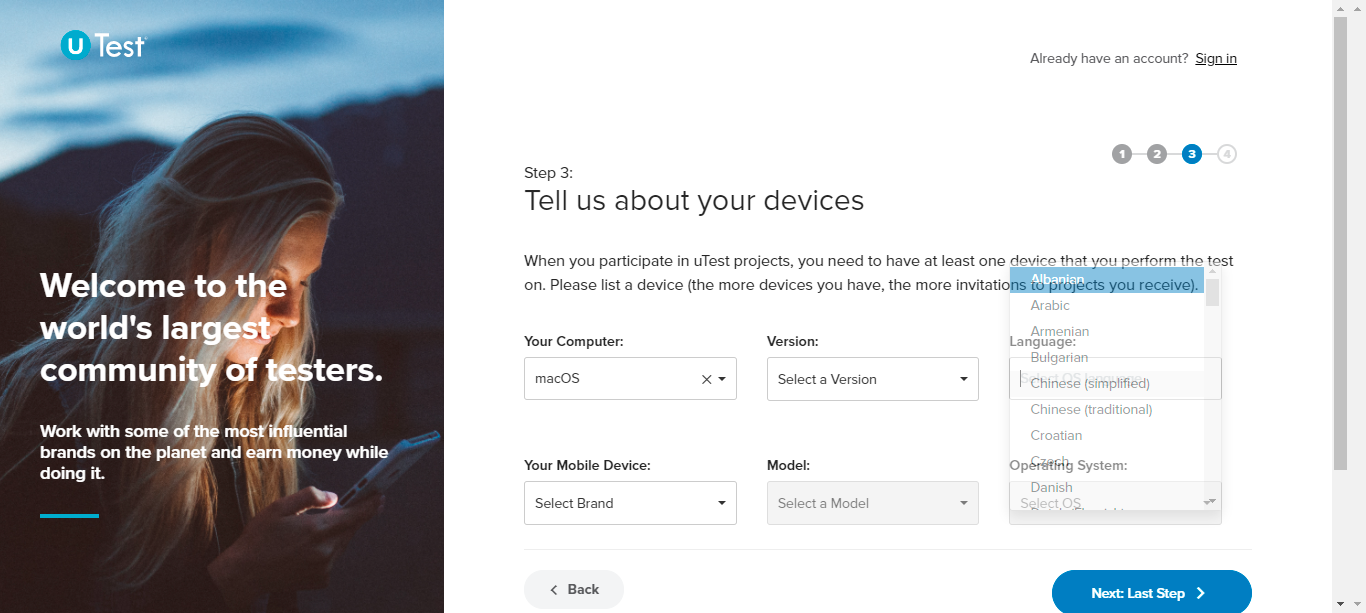 uTest
Already have an account? Sign in
1 2 3 4
Step 3:
Tell us about your devices
When you participate in uTest projects, you need to have at least one device that you perform the test
on. Please list a device (the more devices you have, the more invitations to projects you receive).
Welcome to the
world's largest
community of testers.
Work with some of the most influential
brands on the planet and earn money while
doing it.
Your Computer:
macOS
Version:
Select a Version
Language:
Select OS language
Albanian
Arabic
Armenian
Bulgarian
Chinese (simplified)
Chinese (traditional)
Croatian
Czech
Danish
Your Mobile Device:
Select Brand
Model:
Select a Model
Operating System:
Select OS
Back
Next: Last Step